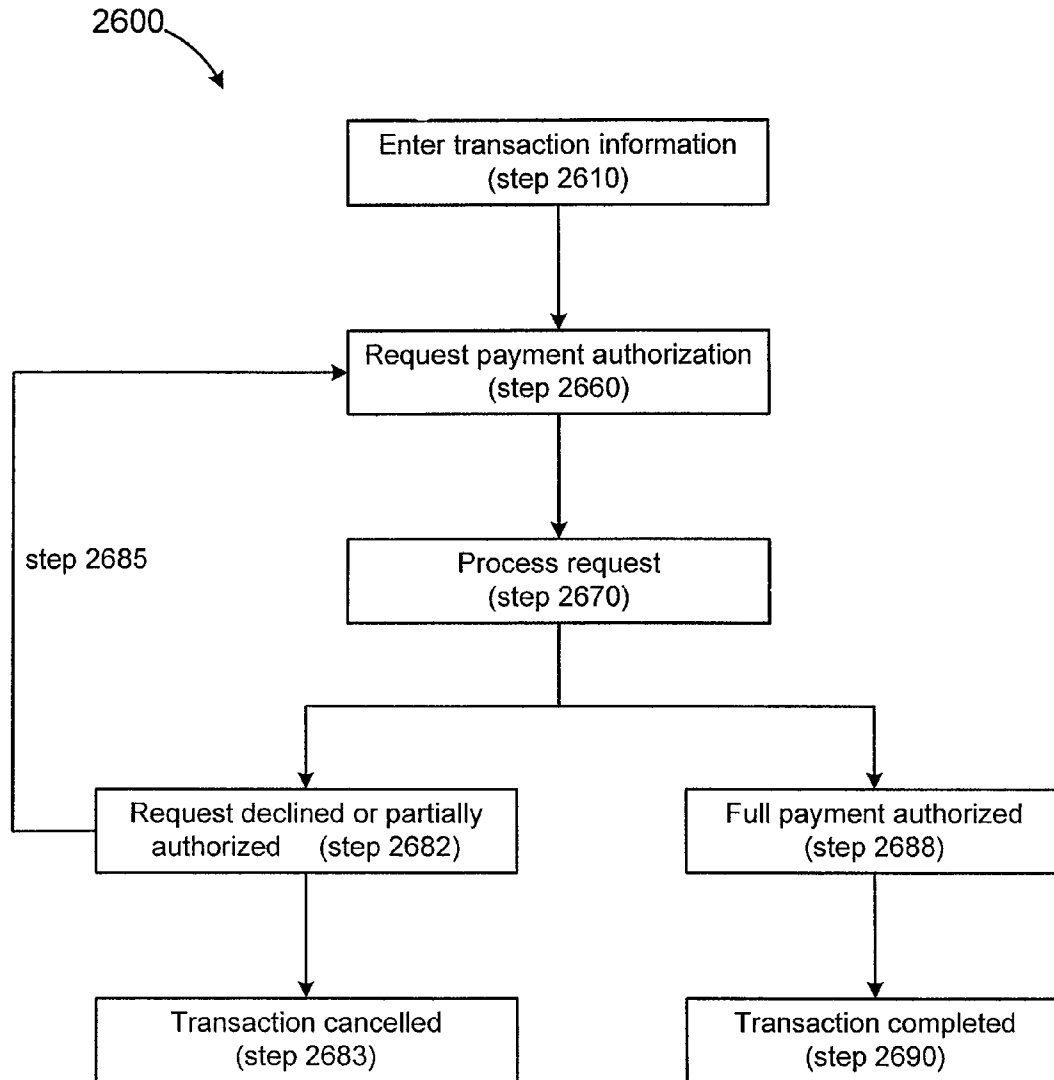 2600
Enter transaction information
(step 2610)
Request payment authorization
(step 2660)
step 2685
Process request
(step 2670)
Request declined or partially
authorized (step 2682)
Full payment authorized
(step 2688)
Transaction cancelled
(step 2683)
Transaction completed
(step 2690)